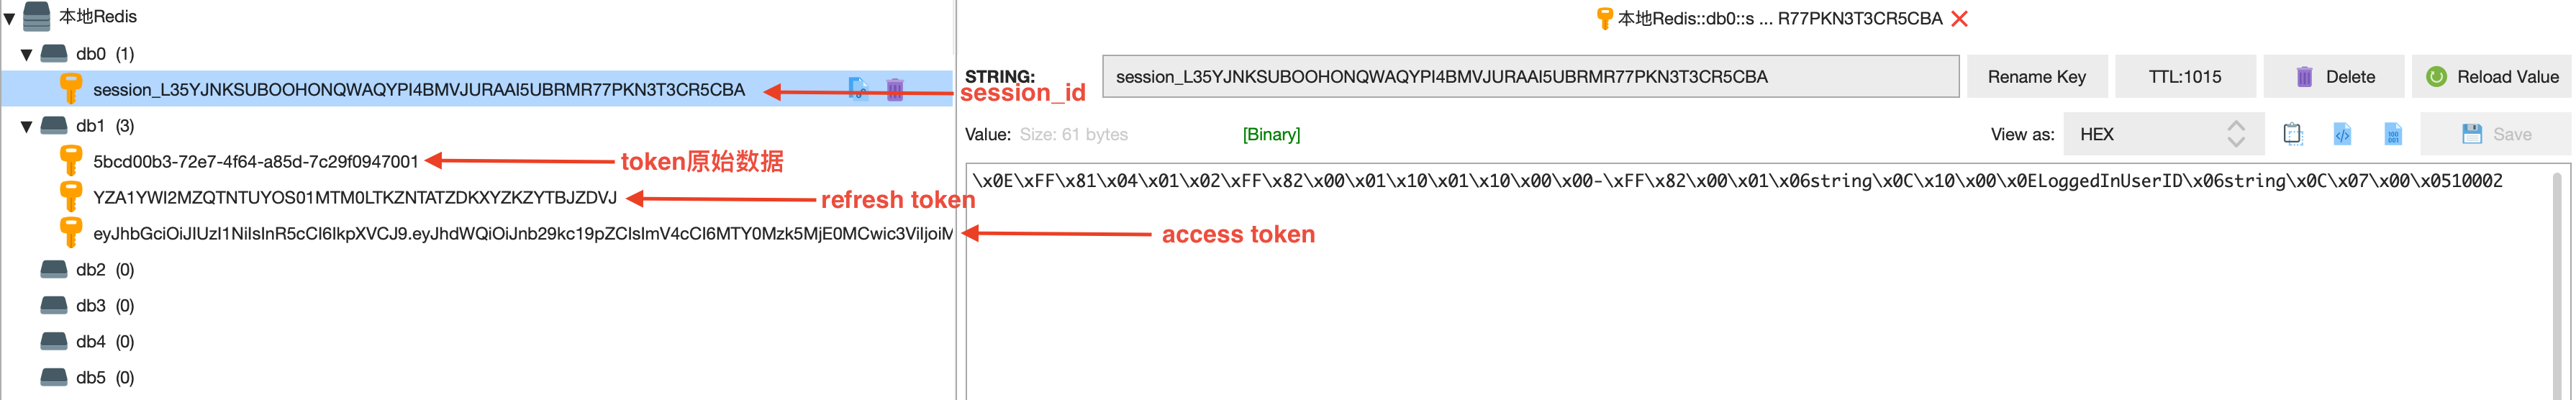 本地Redis
db0 (1)
session_L35YJNKSUBOOHONQWAQYPI4BMVJURAAI5UBRMR77PKN3T3CR5CBA
session_id
db1 (3)
5bcd00b3-72e7-4f64-a85d-7c29f0947001
token原始数据
YZA1YWI2MZQTNTUYOS01MTM0LTKZNTATZDKXYZKZYTBJZDVJ
refresh token
eyJhbGciOiJIUzI1NiIsInR5cCI6IkpXVCJ9.eyJhdWQiOiJnb29kc19pZCIsImV4cCI6MTY0Mzk5MjE0MCwic3ViIjoiM
access token
db2 (0)
db3 (0)
db4 (0)
db5 (0)
本地Redis::db0::s ... R77PKN3T3CR5CBA
STRING:
session_L35YJNKSUBOOHONQWAQYPI4BMVJURAAI5UBRMR77PKN3T3CR5CBA
Rename Key
TTL:1015
Delete
Reload Value
Value: Size: 61 bytes
[Binary]
View as:
HEX
Save
\x0E\xFF\x81\x04\x01\x02\xFF\x82\x00\x01\x10\x01\x10\x00\x00-\xFF\x82\x00\x01\x06string\x0C\x10\x00\x0ELoggedInUserID\x06string\x0C\x07\x00\x0510002